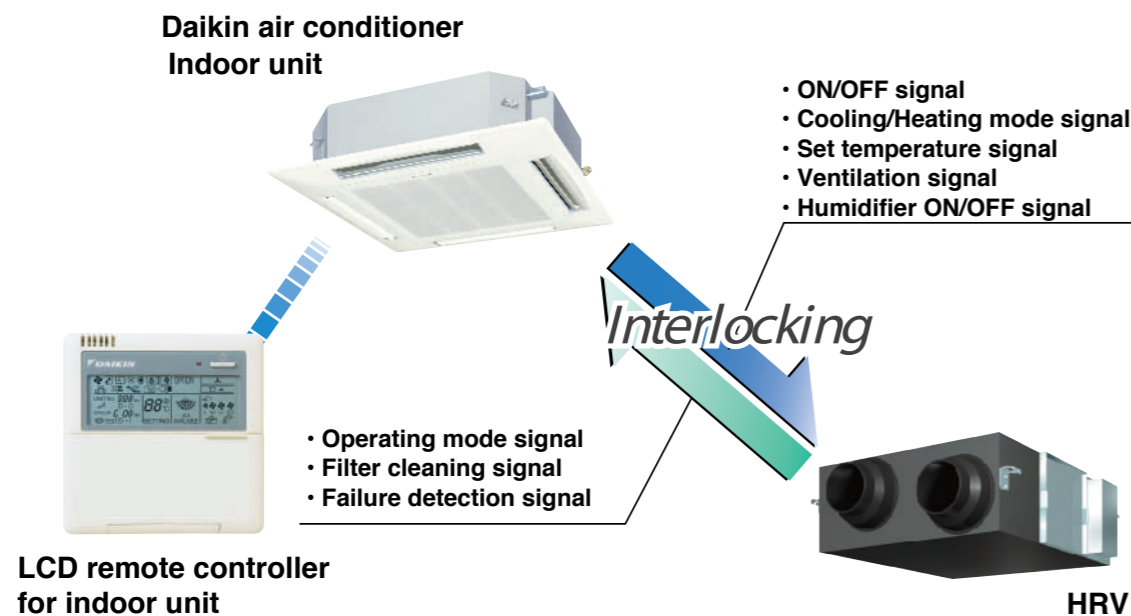 Daikin air conditioner
Indoor unit
・ON/OFF signal
・Cooling/Heating mode signal
・Set temperature signal
・Ventilation signal
・Humidifier ON/OFF signal
Interlocking
DAIKIN
・Operating mode signal
・Filter cleaning signal
・Failure detection signal
LCD remote controller
for indoor unit
HRV